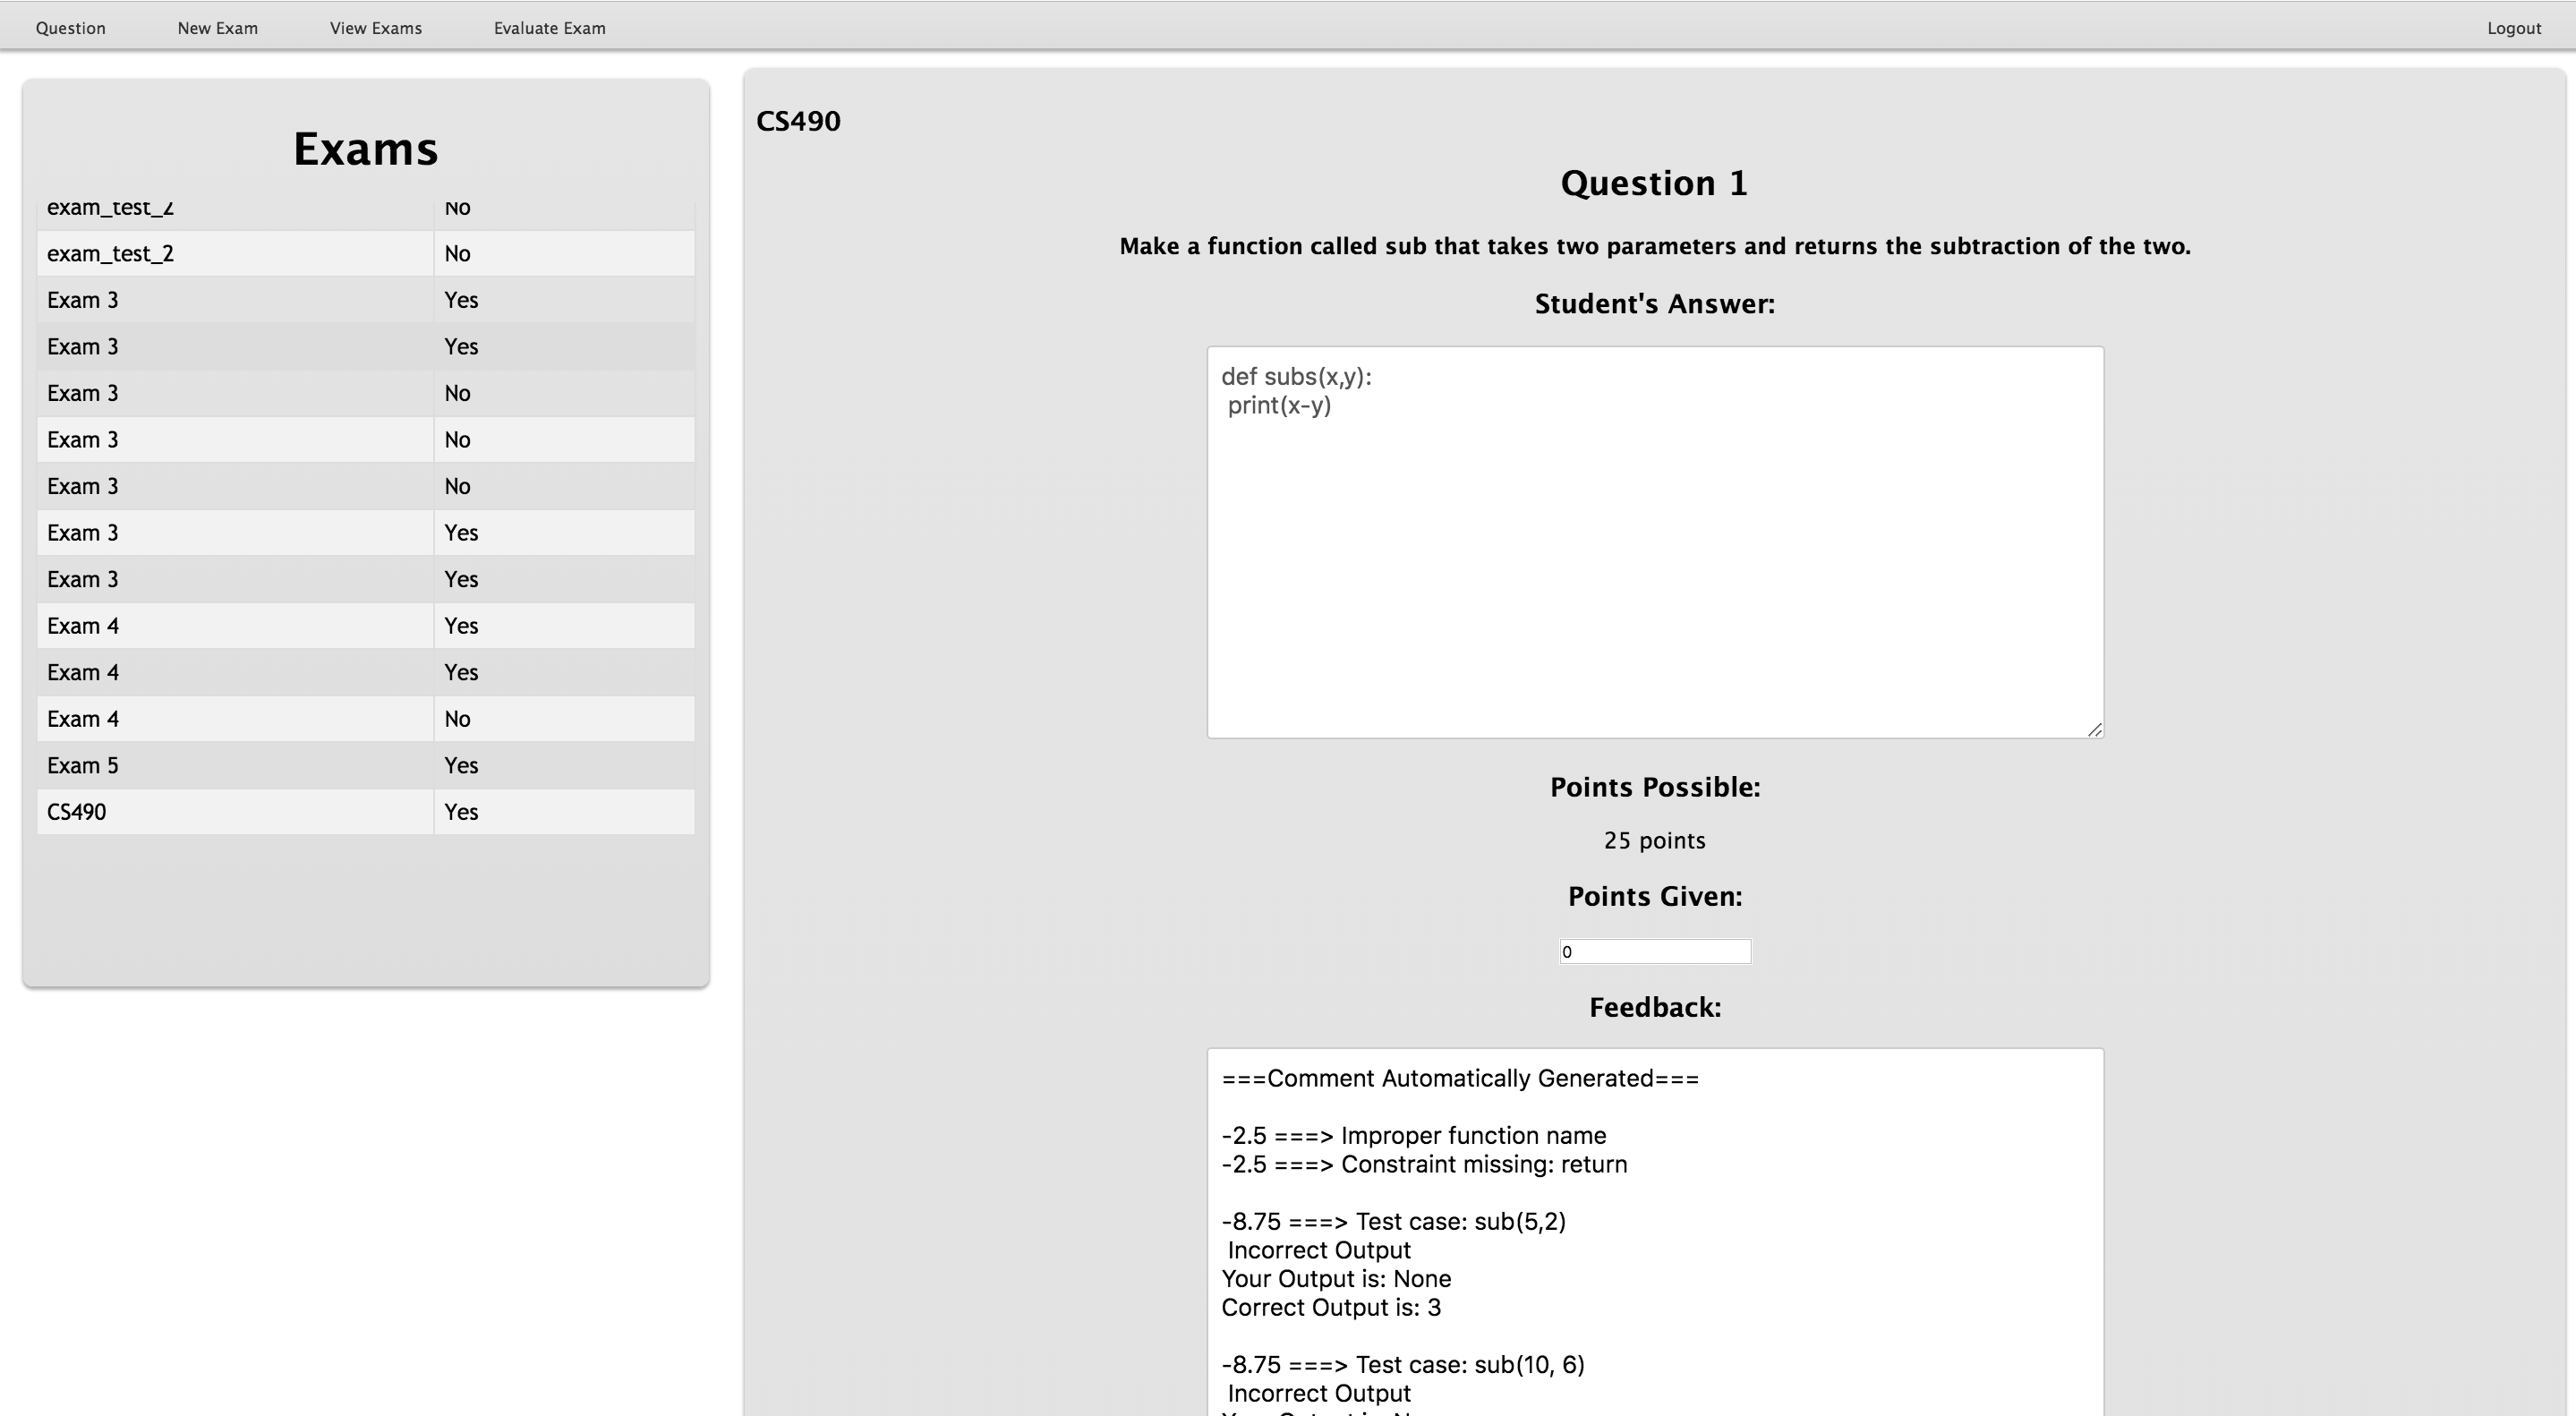 Question
New Exam
View Exams
Evaluate Exam
Logout
Exams
exam_test_2 No
exam_test_2 No
Exam 3 Yes
Exam 3 Yes
Exam 3 No
Exam 3 No
Exam 3 No
Exam 3 Yes
Exam 3 Yes
Exam 4 Yes
Exam 4 Yes
Exam 4 No
Exam 5 Yes
CS490 Yes
CS490
Question 1
Make a function called sub that takes two parameters and returns the subtraction of the two.
Student's Answer:
def subs(x,y):
print(x-y)
Points Possible:
25 points
Points Given:
0
Feedback:
===Comment Automatically Generated===
-2.5 ===> Improper function name
-2.5 ===> Constraint missing: return
-8.75 ===> Test case: sub(5,2)
Incorrect Output
Your Output is: None
Correct Output is: 3
-8.75 ===> Test case: sub(10, 6)
Incorrect Output